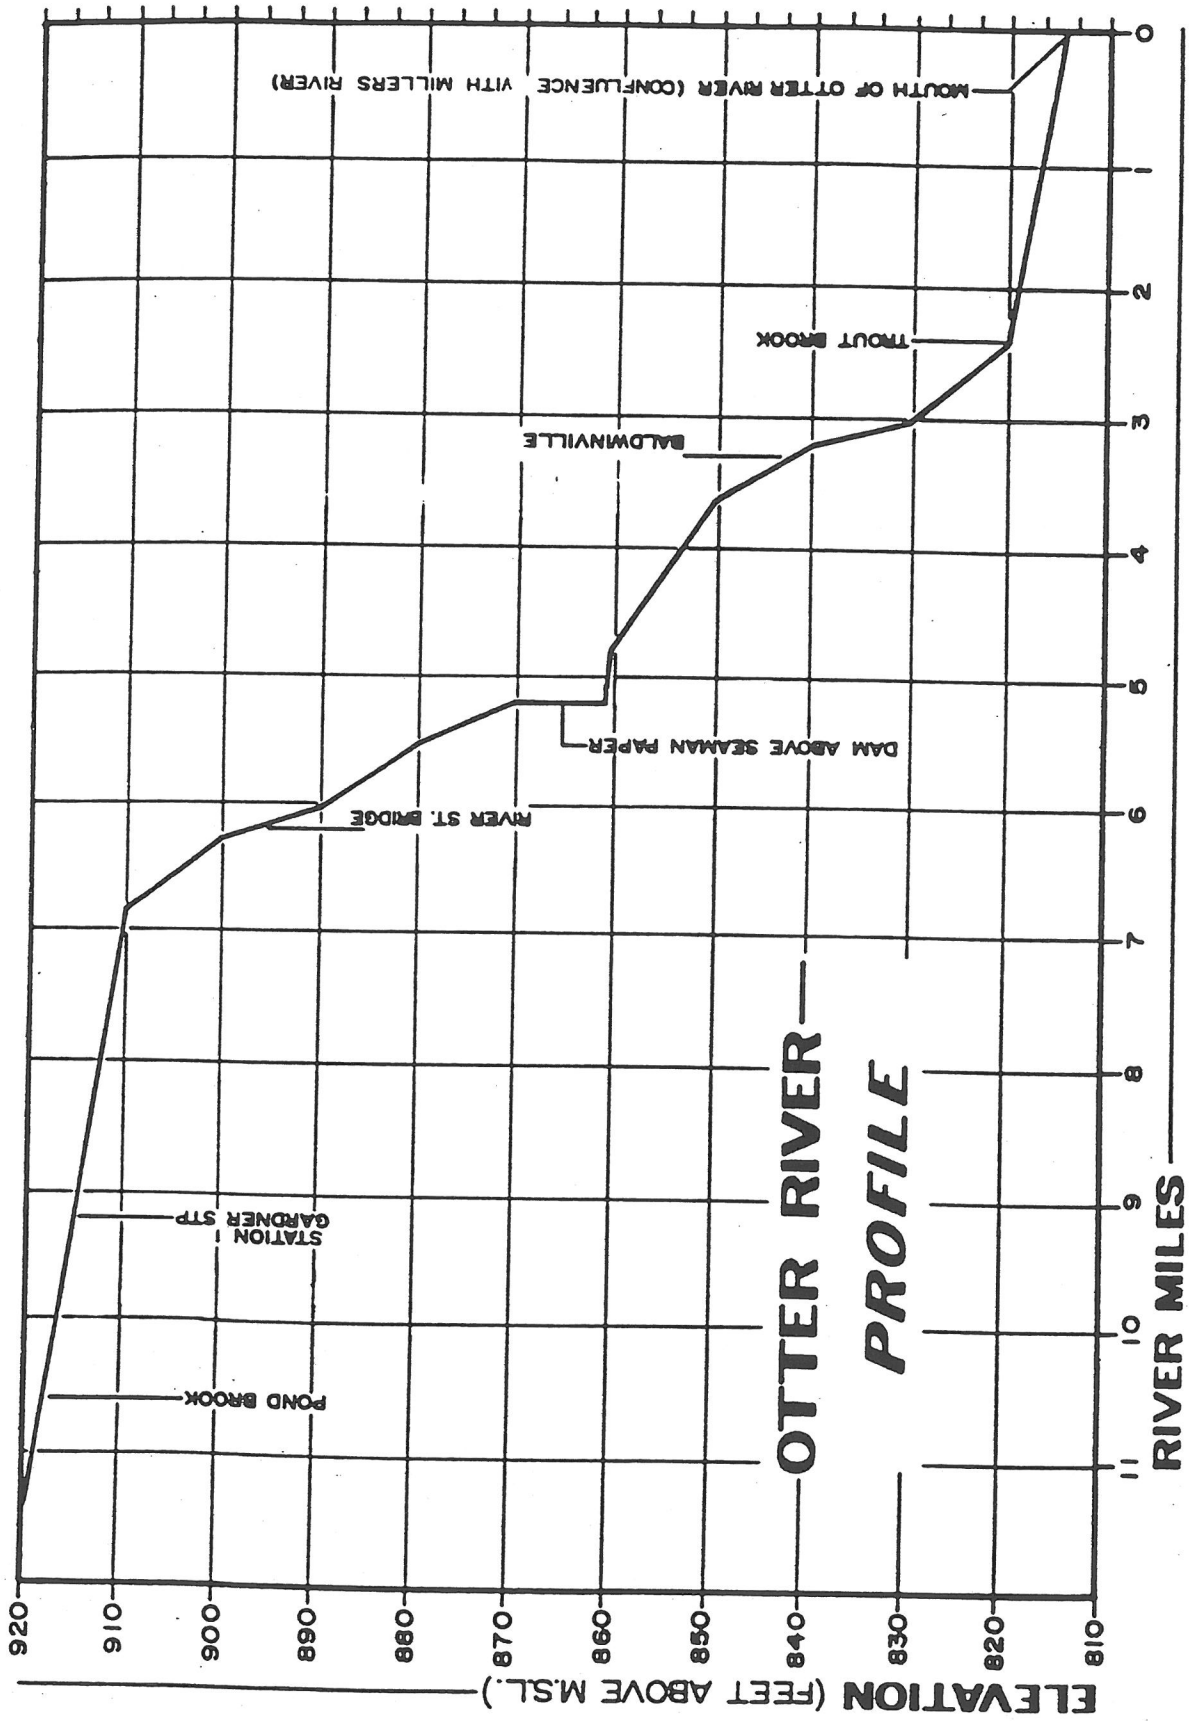 ELEVATION (FEET ABOVE M.S.L.)
920
910
900
890
880
870
860
850
840
830
820
810
POND BROOK
STATION 1
GARDNER STP
RIVER ST. BRIDGE
DAM ABOVE SEAMAN PAPER
BALDWINVILLE
TROUT BROOK
MOUTH OF OTTER RIVER (CONFLUENCE VITH MILLERS RIVER)
OTTER RIVER
PROFILE
11
10
9
8
7
6
5
4
3
2
1
0
RIVER MILES